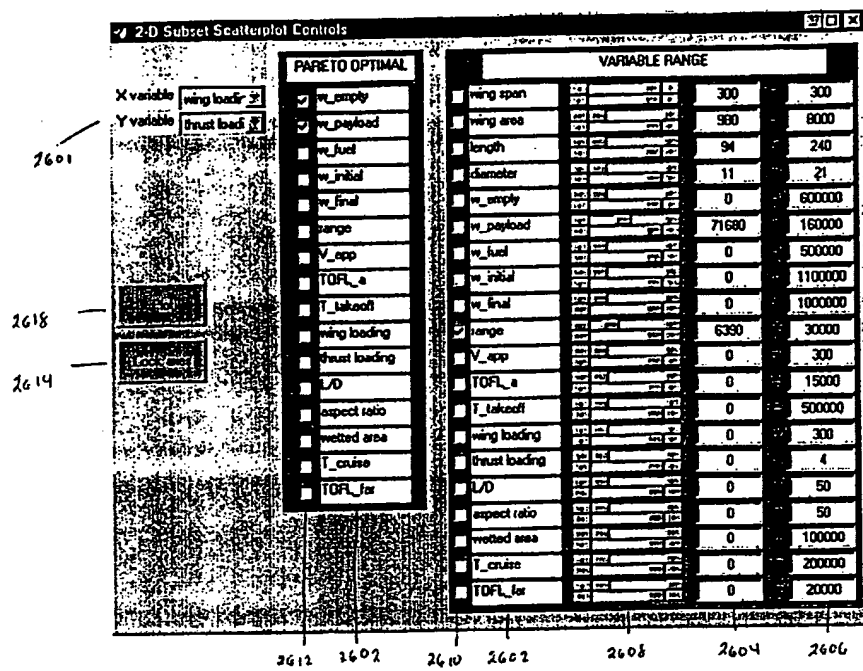 2-D Subset Scatterplot Controls
PARETO OPTIMAL
VARIABLE RANGE
X variable wing loadin
Y variable thrust loadi
w_empty
w_payload
w_fuel
w_initial
w_final
range
V_app
TOFL_a
T_takeoff
wing loading
thrust loading
L/D
aspect ratio
wetted area
T_cruise
TOFL_far
wing span 300 300
wing area 980 8000
length 94 240
diameter 11 21
w_empty 0 600000
w_payload 71680 160000
w_fuel 0 500000
w_initial 0 1100000
w_final 0 1000000
range 6390 30000
V_app 0 300
TOFL_a 0 15000
T_takeoff 0 500000
wing loading 0 300
thrust loading 0 4
L/D 0 50
aspect ratio 0 50
wetted area 0 100000
T_cruise 0 200000
TOFL_far 0 20000
2601
2618
2614
2612 2602 2610 2602 2608 2604 2606